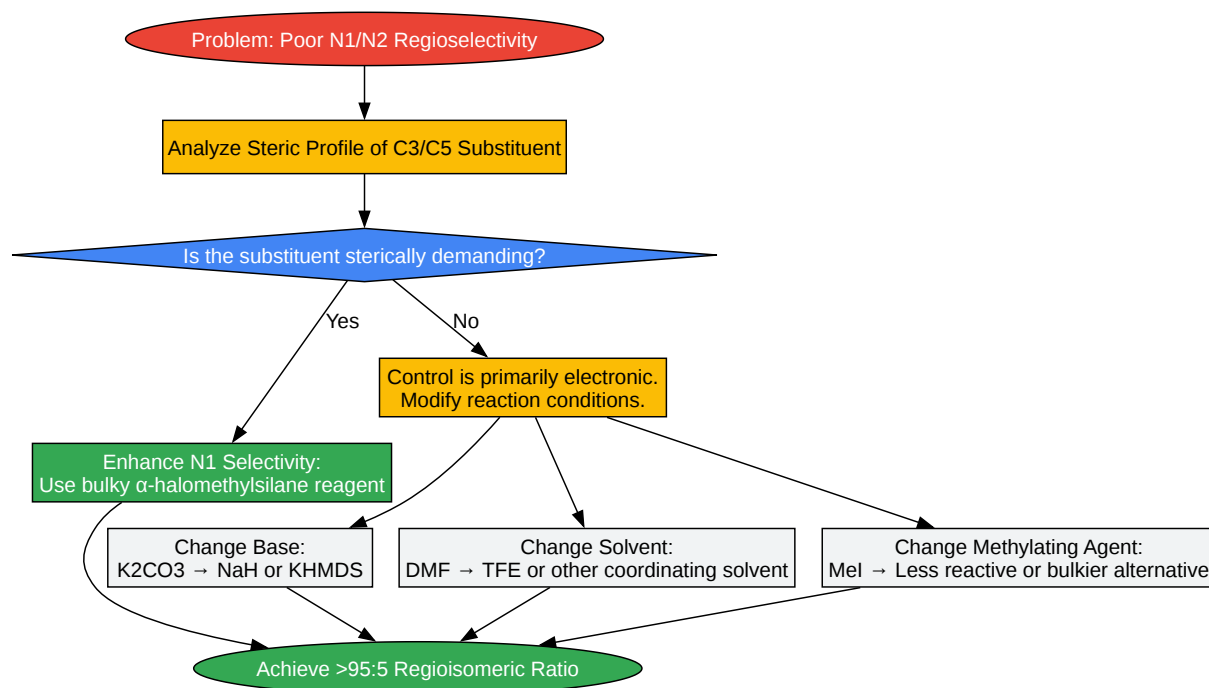 Problem: Poor N1/N2 Regioselectivity
Analyze Steric Profile of C3/C5 Substituent
Is the substituent sterically demanding?
Yes
No
Control is primarily electronic.
Modify reaction conditions.
Enhance N1 Selectivity:
Use bulky α-halomethylsilane reagent
Change Base:
K2CO3 → NaH or KHMDS
Change Solvent:
DMF → TFE or other coordinating solvent
Change Methylating Agent:
MeI → Less reactive or bulkier alternative
Achieve >95:5 Regioisomeric Ratio